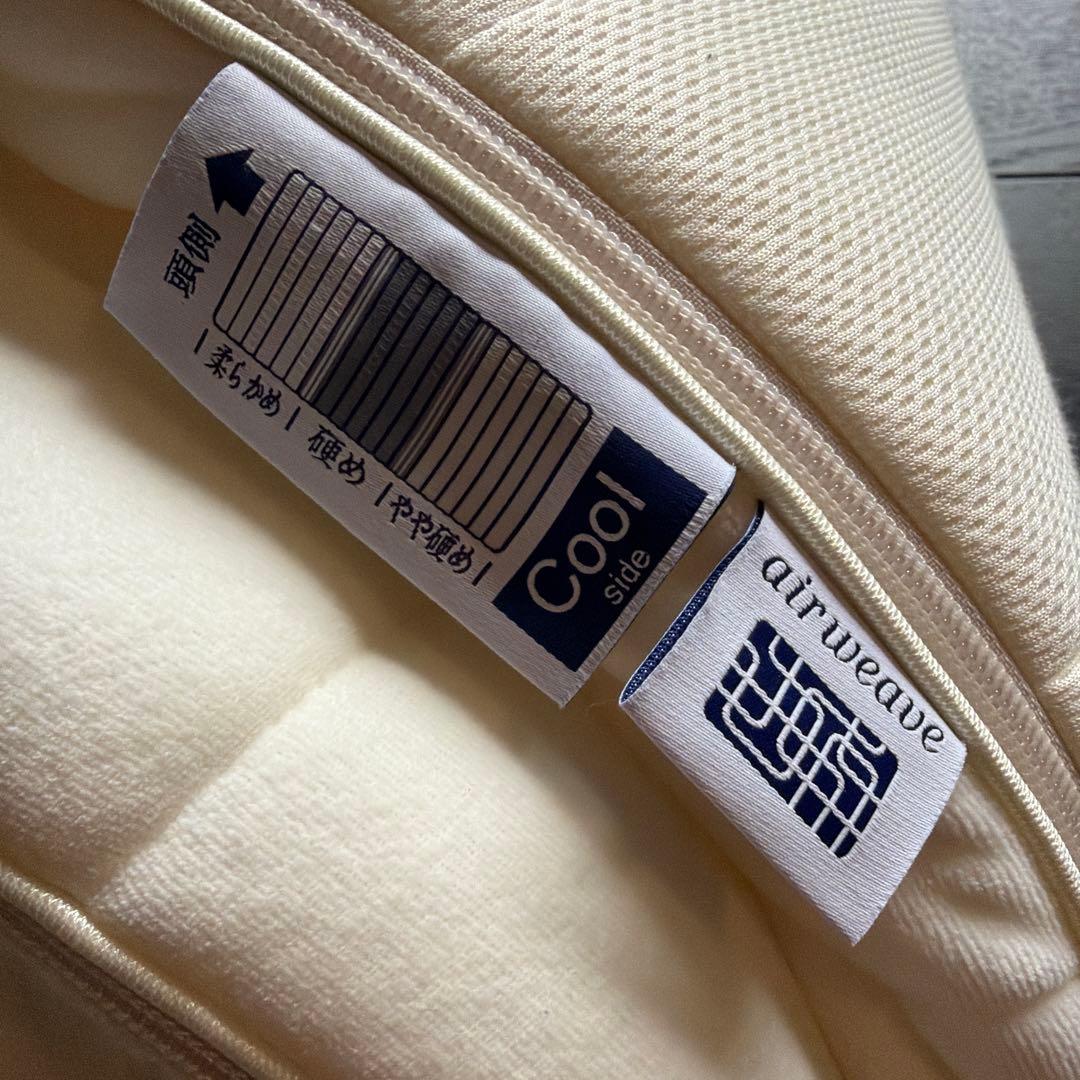 頭側
柔らかめ
硬め
やや硬め
Cool
side
airweave